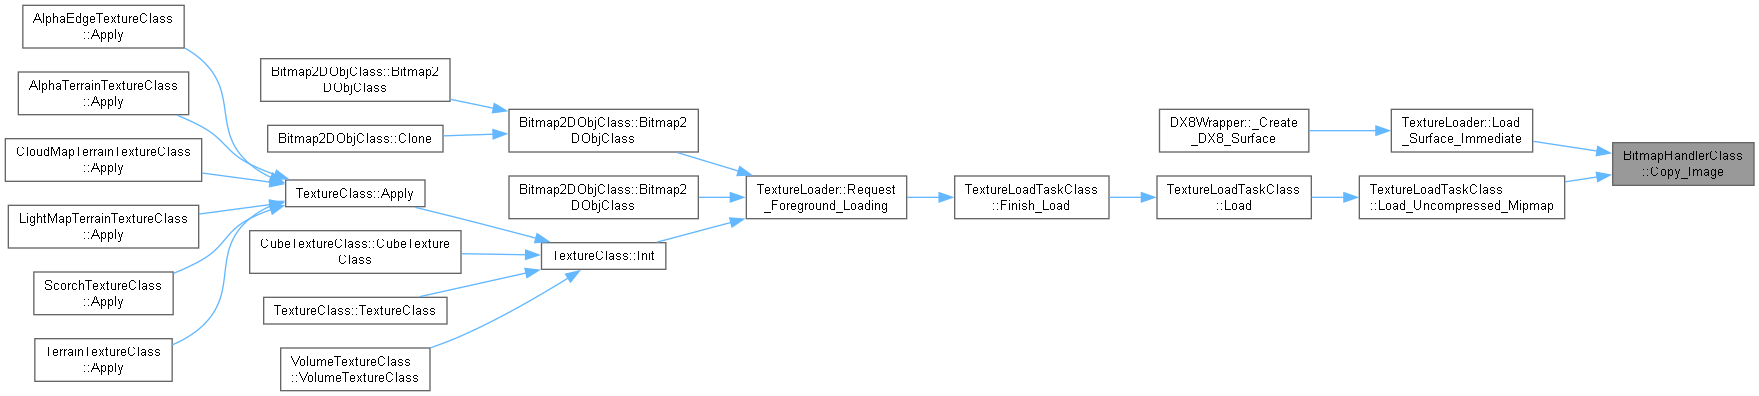 AlphaEdgeTextureClass
::Apply
AlphaTerrainTextureClass
::Apply
CloudMapTerrainTextureClass
::Apply
LightMapTerrainTextureClass
::Apply
ScorchTextureClass
::Apply
TerrainTextureClass
::Apply
Bitmap2DObjClass::Bitmap2
DObjClass
Bitmap2DObjClass::Clone
TextureClass::Apply
CubeTextureClass::CubeTexture
Class
TextureClass::TextureClass
VolumeTextureClass
::VolumeTextureClass
Bitmap2DObjClass::Bitmap2
DObjClass
Bitmap2DObjClass::Bitmap2
DObjClass
TextureClass::Init
TextureLoader::Request
_Foreground_Loading
TextureLoadTaskClass
::Finish_Load
DX8Wrapper::_Create
_DX8_Surface
TextureLoadTaskClass
::Load
TextureLoader::Load
_Surface_Immediate
TextureLoadTaskClass
::Load_Uncompressed_Mipmap
BitmapHandlerClass
::Copy_Image